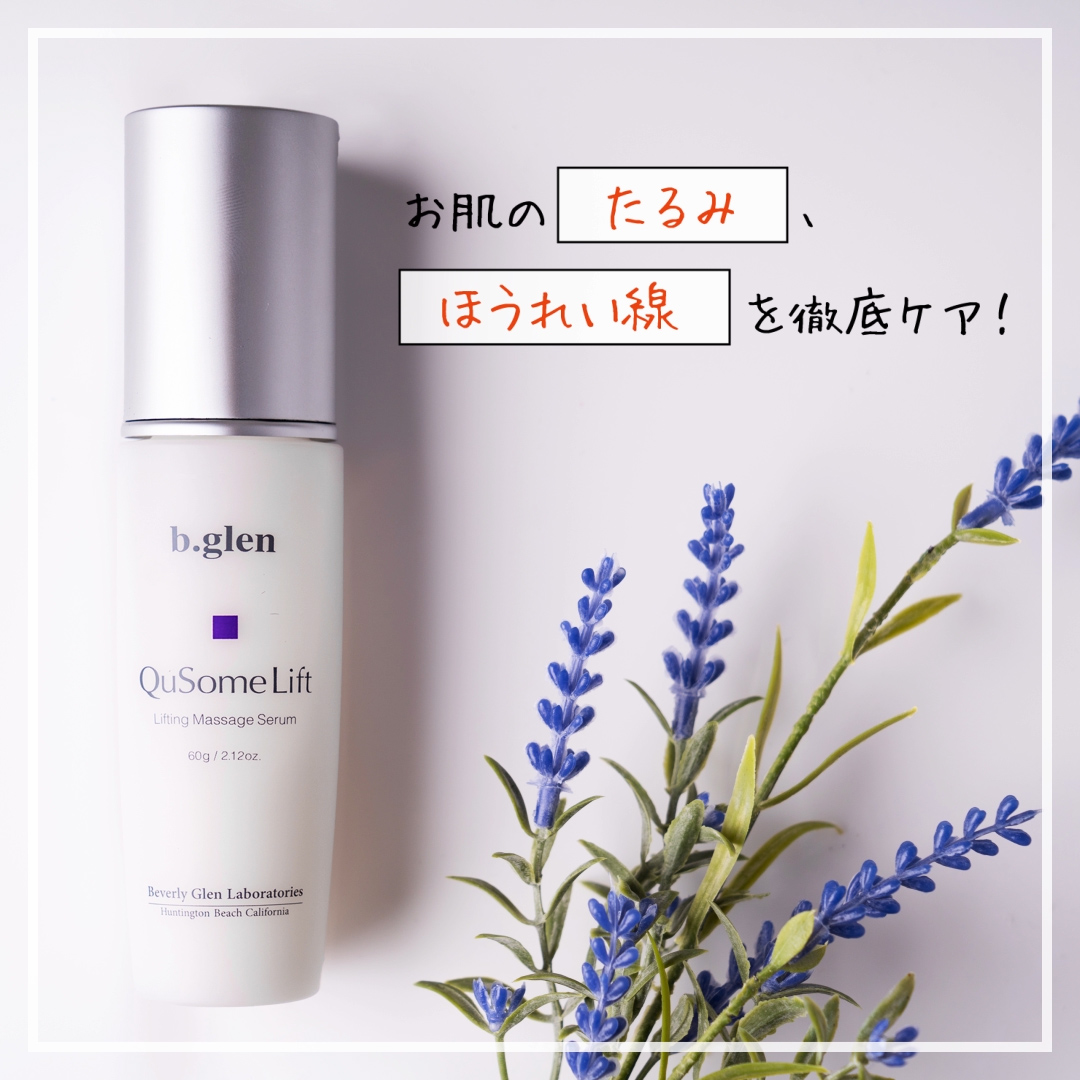 お肌の たるみ 、
ほうれい線 を徹底ケア！
b.glen
QuSome Lift
Lifting Massage Serum
60g / 2.12oz.
Beverly Glen Laboratories
Huntington Beach California